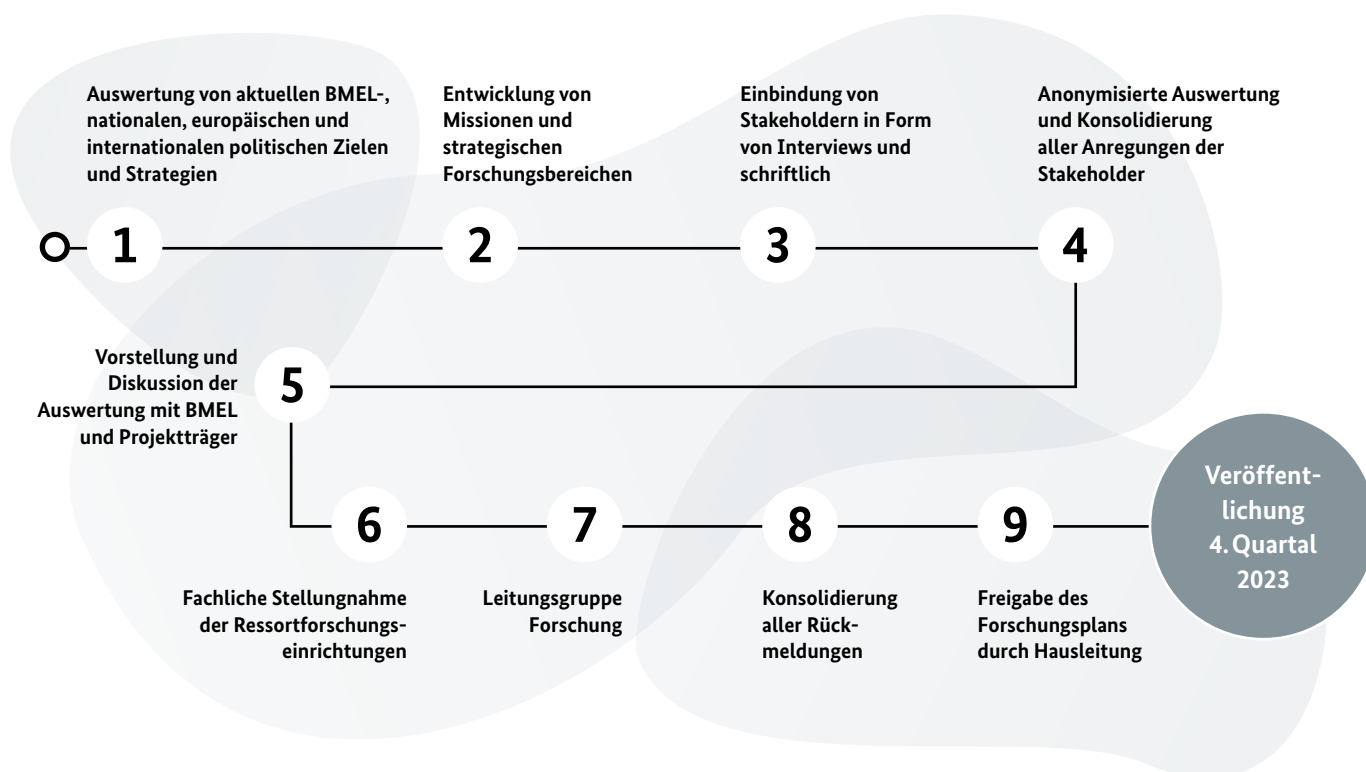 Auswertung von aktuellen BMEL-,
nationalen, europäischen und
internationalen politischen Zielen
und Strategien
1
Entwicklung von
Missionen und
strategischen
Forschungsbereichen
2
Einbindung von
Stakeholdern in Form
von Interviews und
schriftlich
3
Anonymisierte Auswertung
und Konsolidierung
aller Anregungen der
Stakeholder
4
Vorstellung und
Diskussion der
Auswertung mit BMEL
und Projektträger
5
6
Fachliche Stellungnahme
der Ressortforschungs-
einrichtungen
7
Leitungsgruppe
Forschung
8
Konsolidierung
aller Rück-
meldungen
9
Freigabe des
Forschungsplans
durch Hausleitung
Veröffent-
lichung
4. Quartal
2023